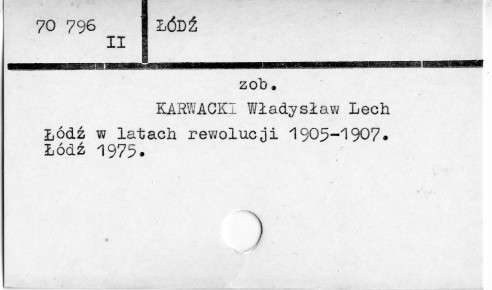 70 796 ŁÓDŹ
II
zob.
KARWACKI Władysław Lech
Łódź w latach rewolucji 1905-1907.
Łódź 1975.